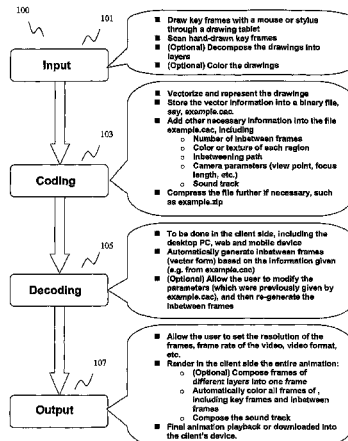 100
101
Input
■ Draw key frames with a mouse or stylus
through a drawing tablet
■ Scan hand-drawn key frames
■ (Optional) Decompose the drawings into
layers
■ (Optional) Color the drawings
103
Coding
■ Vectorize and represent the drawings
■ Store the vector information into a binary file,
say, example.cac.
■ Add other necessary information into the file
example.cac, including
o Number of inbetween frames
o Color or texture of each region
o Inbetweening path
o Camera parameters (view point, focus
length, etc.)
o Sound track
■ Compress the file further if necessary, such
as example.zip
105
Decoding
■ To be done in the client side, including the
desktop PC, web and mobile device
■ Automatically generate inbetween frames
(vector form) based on the information given
(e.g. from example.cac)
■ (Optional) Allow the user to modify the
parameters (which were previously given by
example.cac), and then re-generate the
inbetween frames
107
Output
■ Allow the user to set the resolution of the
frames, frame rate of the video, video format,
etc.
■ Render in the client side the entire animation:
o (Optional) Compose frames of
different layers into one frame
o Automatically color all frames of ,
including key frames and inbetween
frames
o Compose the sound track
■ Final animation playback or downloaded into
the client's device.